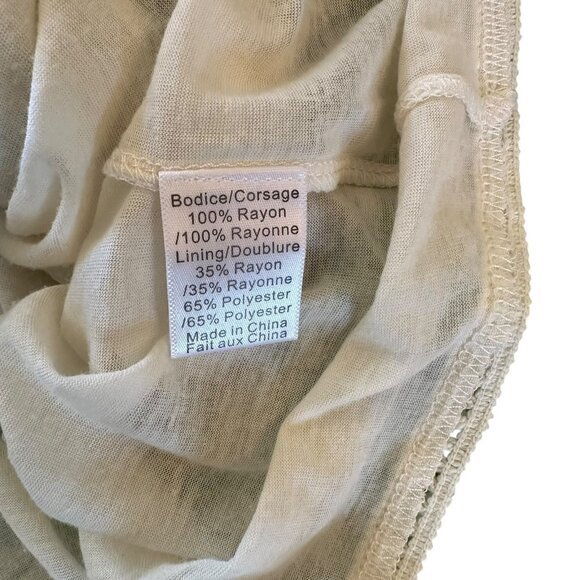 Bodice/Corsage
100% Rayon
/100% Rayonne
Lining/Doublure
35% Rayon
/35% Rayonne
65% Polyester
/65% Polyester
Made in China
Fait aux China